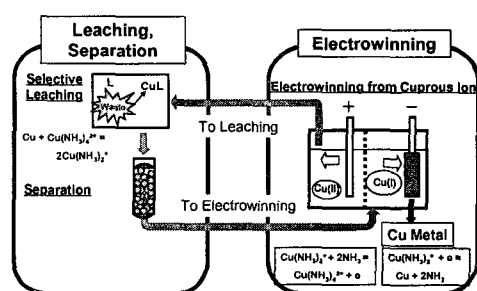 Leaching,
Separation
Selective
Leaching
L
CuL
Waste
Cu + Cu(NH₃)₄²⁺ =
2Cu(NH₃)₂⁺
Separation
To Leaching
To Electrowinning
Electrowinning
Electrowinning from Cuprous Ion
+ −
Cu(II)
Cu(I)
Cu Metal
Cu(NH₃)₂⁺ + 2NH₃ =
Cu(NH₃)₄²⁺ + e
Cu(NH₃)₂⁺ + e =
Cu + 2NH₃